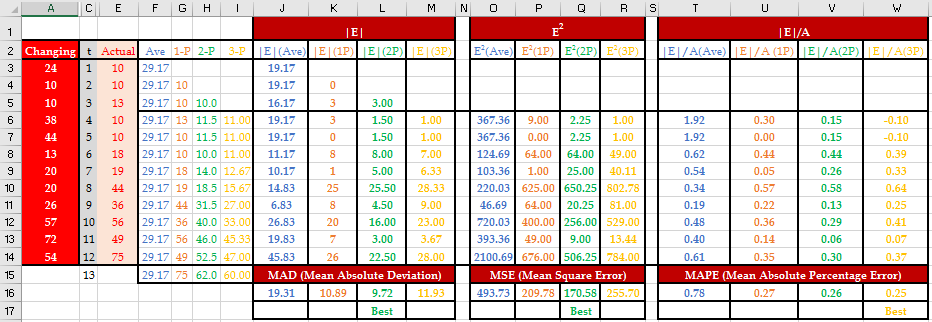 A C E F G H I J K L M N O P Q R S T U V W
1 |E| E² |E|/A
2 Changing t Actual Ave 1-P 2-P 3-P |E|(Ave) |E|(1P) |E|(2P) |E|(3P) E²(Ave) E²(1P) E²(2P) E²(3P) |E|/A(Ave) |E|/A (1P) |E|/A(2P) |E|/A(3P)
3 24 1 10 29.17 19.17
4 10 2 10 29.17 10 19.17 0
5 10 3 13 29.17 10 10.0 16.17 3 3.00
6 38 4 10 29.17 13 11.5 11.00 19.17 3 1.50 1.00 367.36 9.00 2.25 1.00 1.92 0.30 0.15 -0.10
7 44 5 10 29.17 10 11.5 11.00 19.17 0 1.50 1.00 367.36 0.00 2.25 1.00 1.92 0.00 0.15 -0.10
8 13 6 18 29.17 10 10.0 11.00 11.17 8 8.00 7.00 124.69 64.00 64.00 49.00 0.62 0.44 0.44 0.39
9 20 7 19 29.17 18 14.0 12.67 10.17 1 5.00 6.33 103.36 1.00 25.00 40.11 0.54 0.05 0.26 0.33
10 20 8 44 29.17 19 18.5 15.67 14.83 25 25.50 28.33 220.03 625.00 650.25 802.78 0.34 0.57 0.58 0.64
11 26 9 36 29.17 44 31.5 27.00 6.83 8 4.50 9.00 46.69 64.00 20.25 81.00 0.19 0.22 0.13 0.25
12 57 10 56 29.17 36 40.0 33.00 26.83 20 16.00 23.00 720.03 400.00 256.00 529.00 0.48 0.36 0.29 0.41
13 72 11 49 29.17 56 46.0 45.33 19.83 7 3.00 3.67 393.36 49.00 9.00 13.44 0.40 0.14 0.06 0.07
14 54 12 75 29.17 49 52.5 47.00 45.83 26 22.50 28.00 2100.69 676.00 506.25 784.00 0.61 0.35 0.30 0.37
15 13 29.17 75 62.0 60.00 MAD (Mean Absolute Deviation) MSE (Mean Square Error) MAPE (Mean Absolute Percentage Error)
16 19.31 10.89 9.72 11.93 493.73 209.78 170.58 255.70 0.78 0.27 0.26 0.25
17 Best Best Best